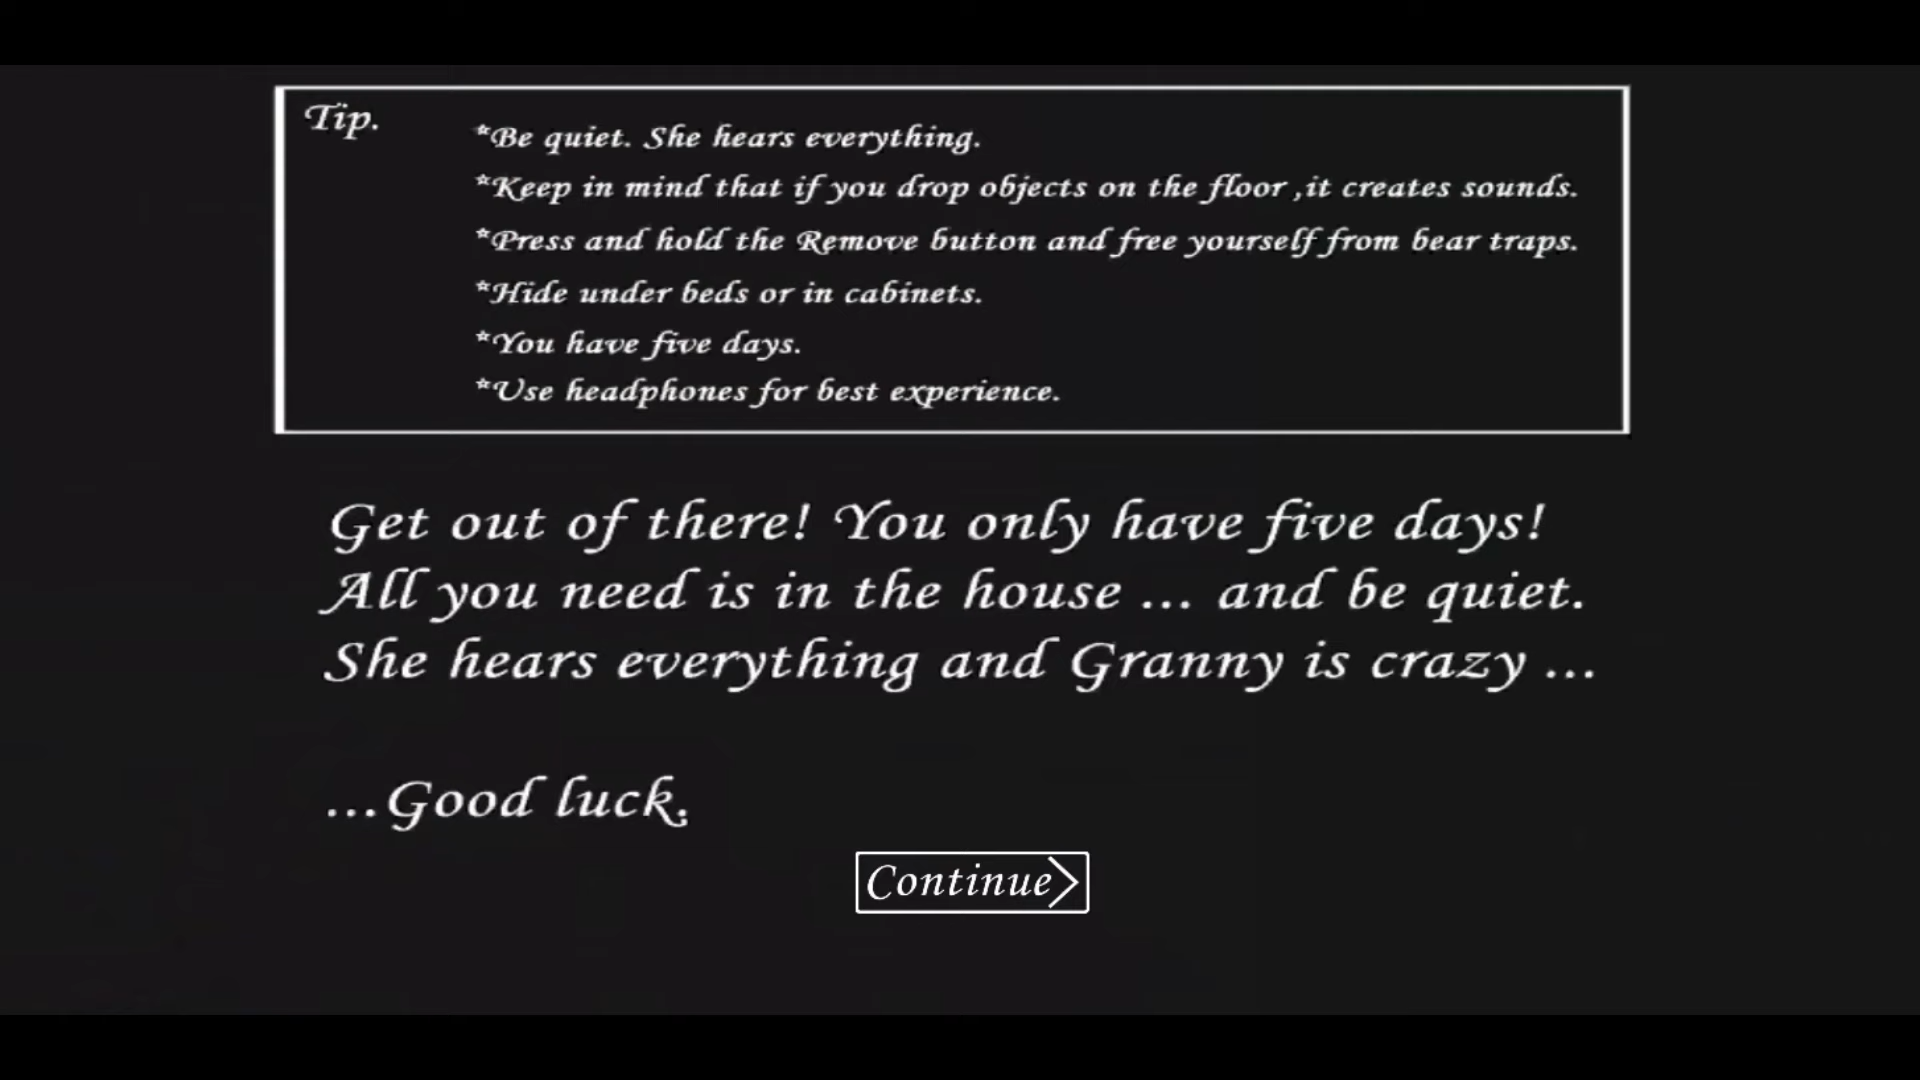 Tip.
*Be quiet. She hears everything.
*Keep in mind that if you drop objects on the floor ,it creates sounds.
*Press and hold the Remove button and free yourself from bear traps.
*Hide under beds or in cabinets.
*You have five days.
*Use headphones for best experience.
Get out of there! You only have five days!
All you need is in the house ... and be quiet.
She hears everything and Granny is crazy ...
...Good luck.
Continue>